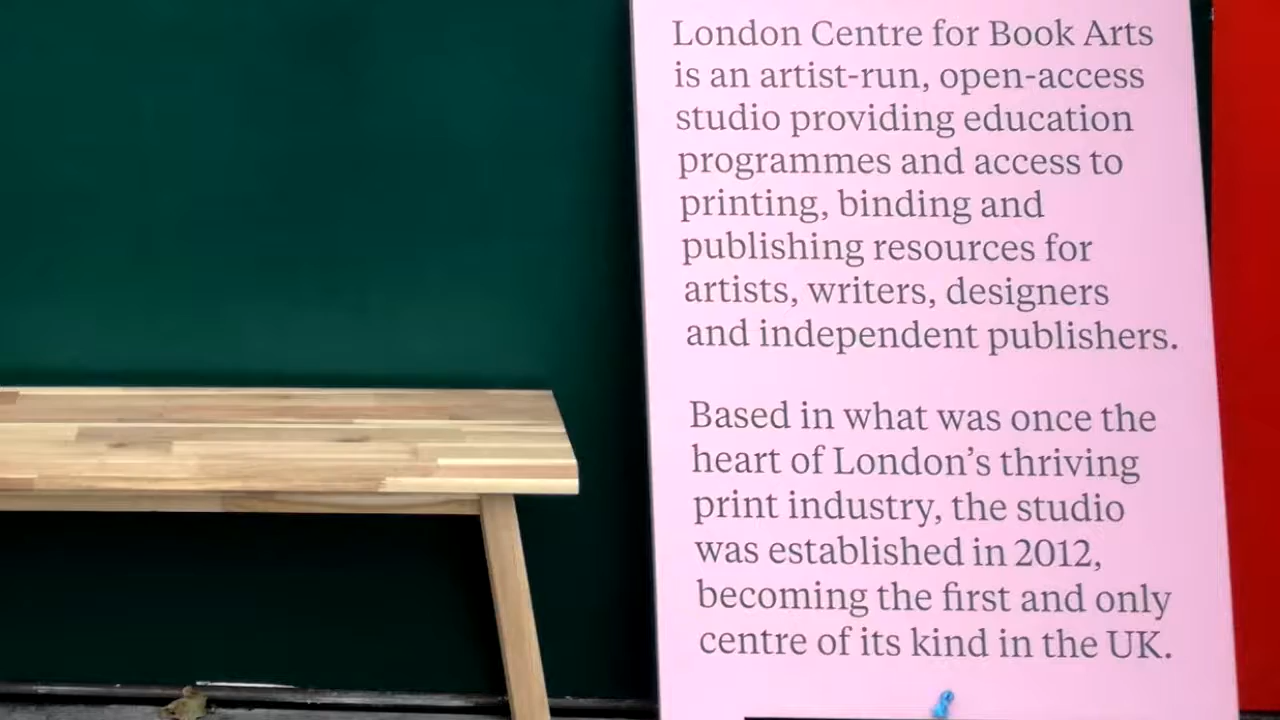 London Centre for Book Arts
is an artist-run, open-access
studio providing education
programmes and access to
printing, binding and
publishing resources for
artists, writers, designers
and independent publishers.
Based in what was once the
heart of London’s thriving
print industry, the studio
was established in 2012,
becoming the first and only
centre of its kind in the UK.